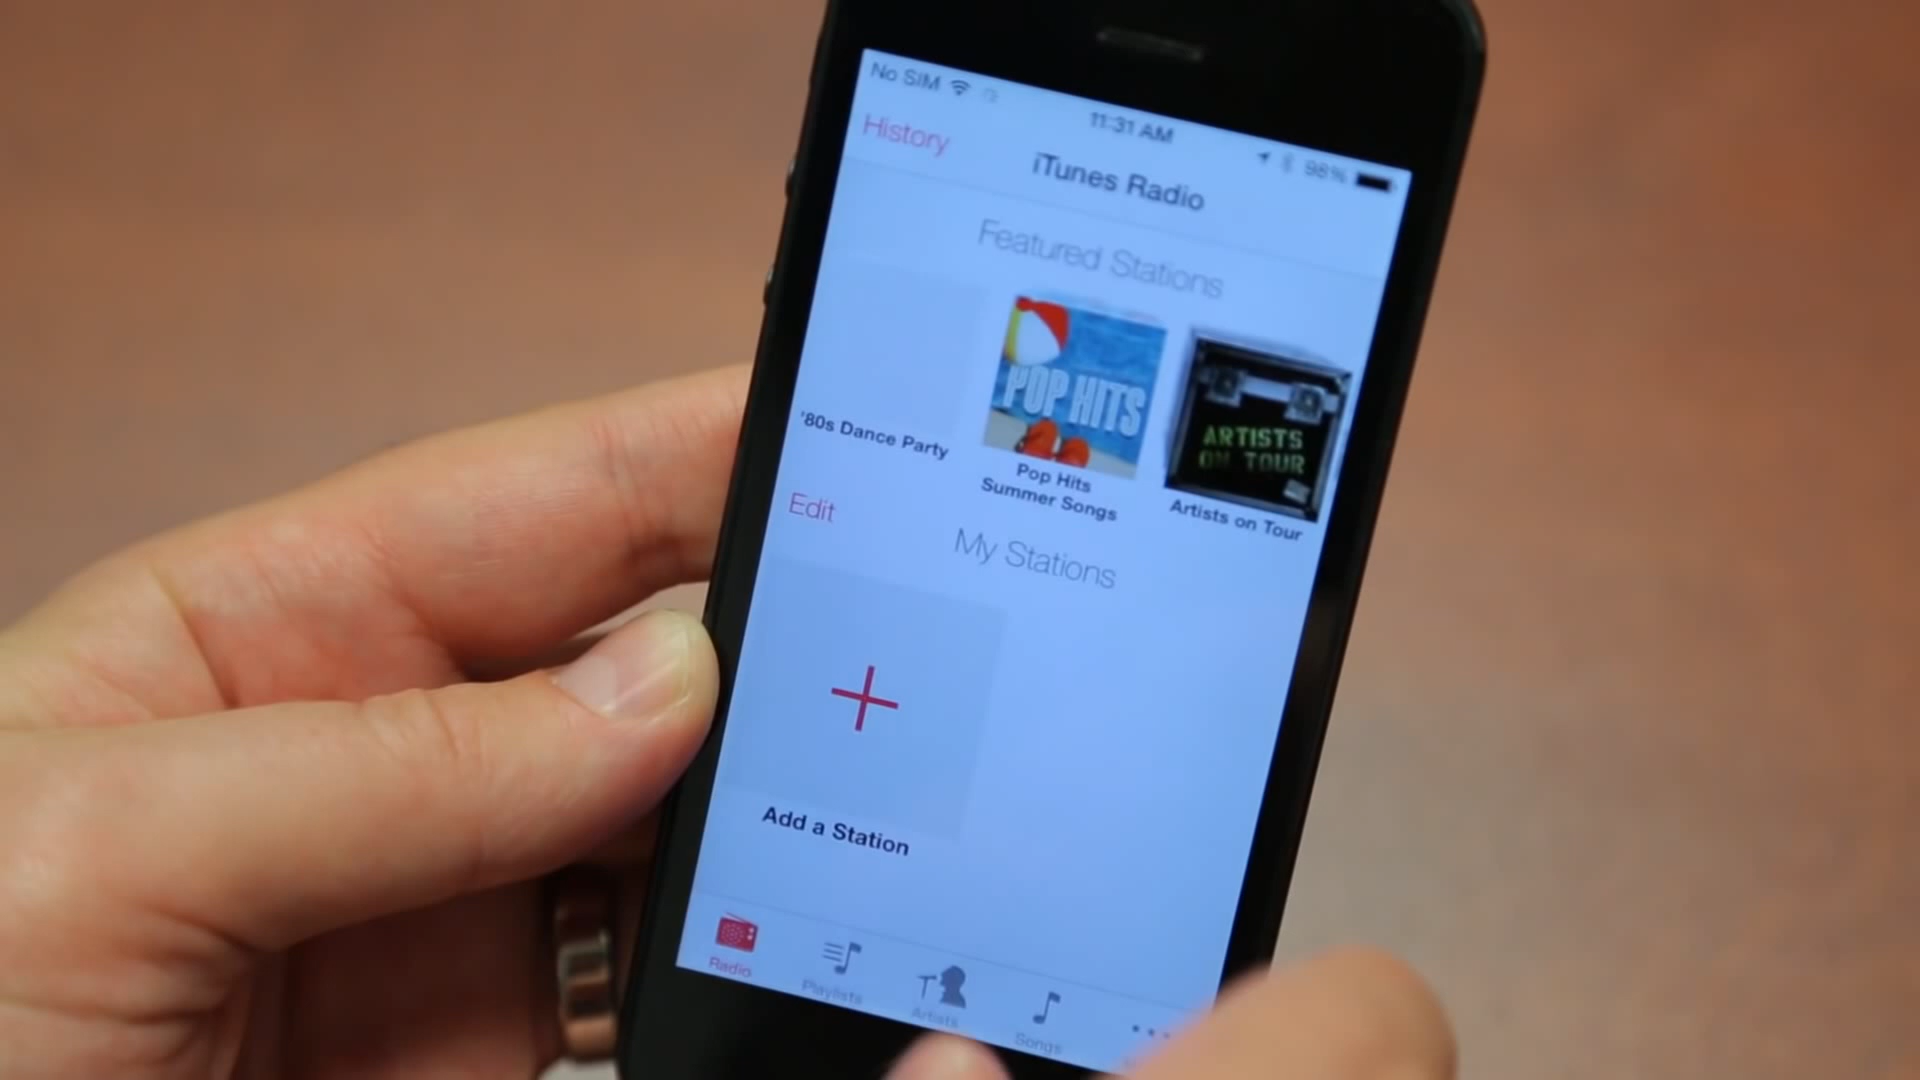 No SIM
11:31 AM
98%
History
iTunes Radio
Featured Stations
POP HITS
ARTISTS
ON TOUR
'80s Dance Party
Pop Hits
Summer Songs
Artists on Tour
Edit
My Stations
Add a Station
Radio
Playlists
Artists
Songs